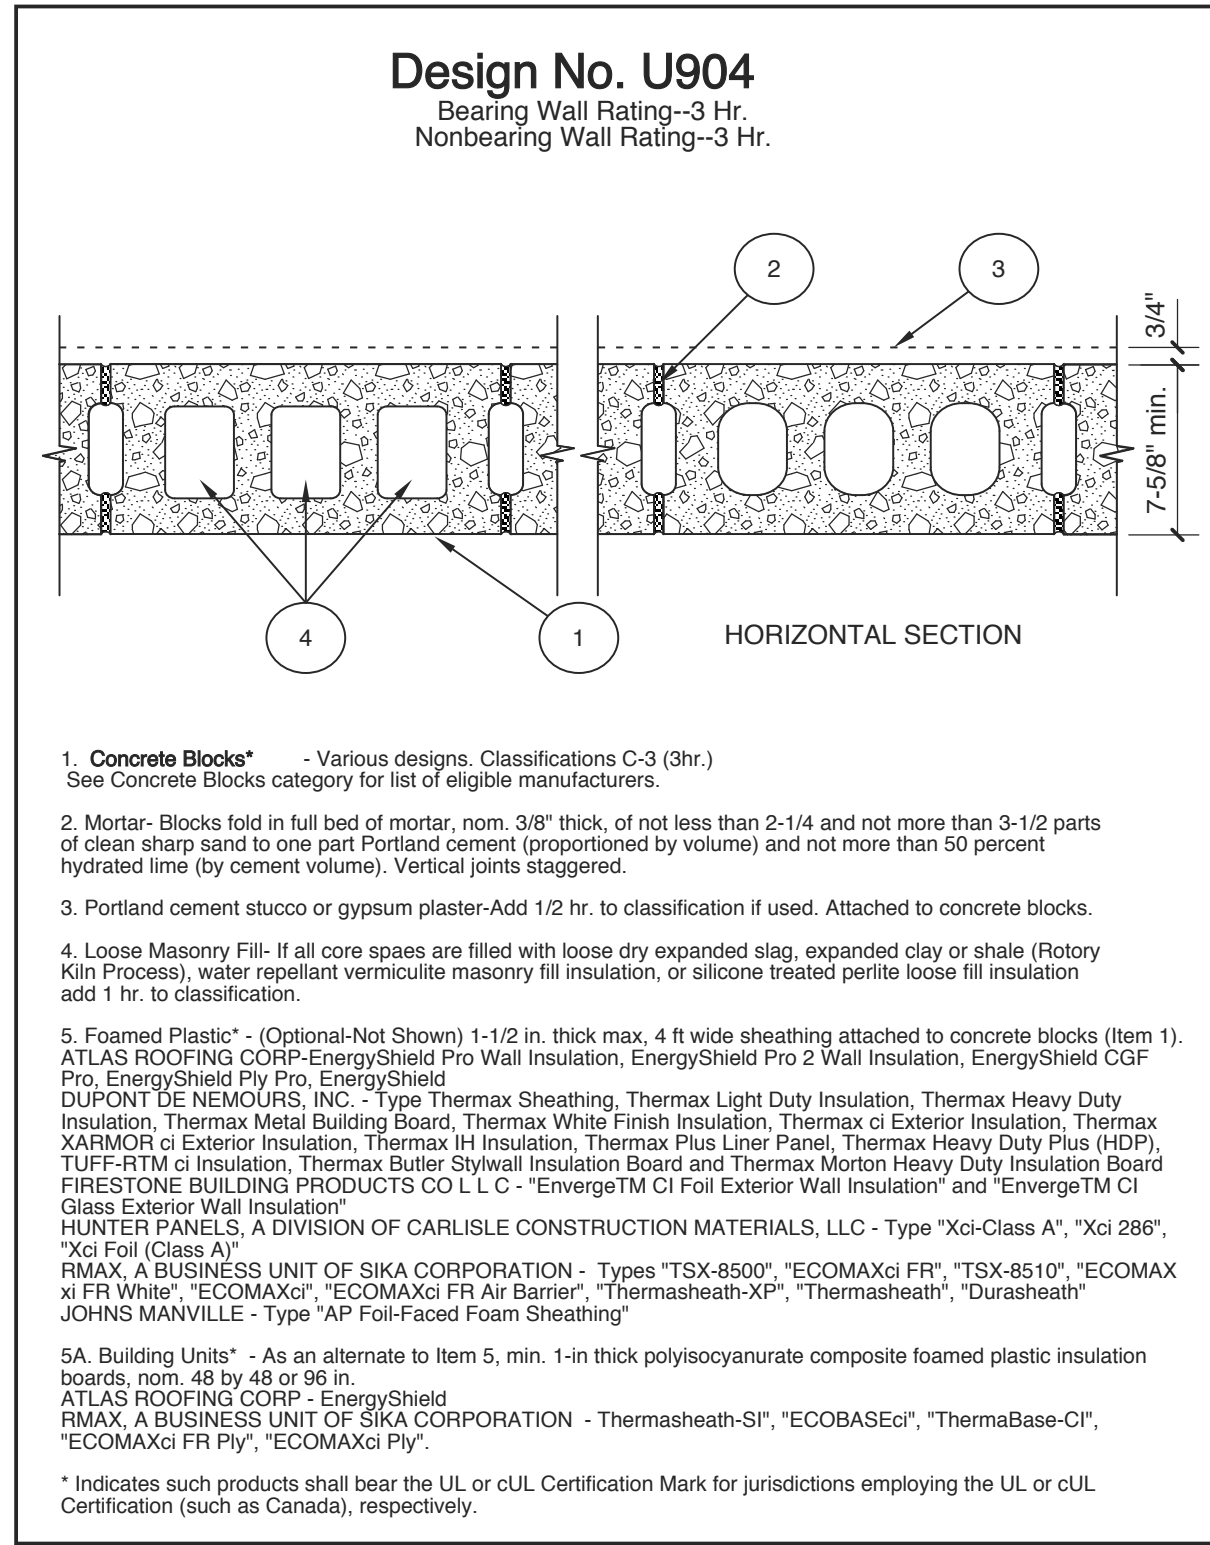 Design No. U904
Bearing Wall Rating--3 Hr.
Nonbearing Wall Rating--3 Hr.
2
3
3/4"
7-5/8" min.
4
1
HORIZONTAL SECTION
1. Concrete Blocks* - Various designs. Classifications C-3 (3hr.)
See Concrete Blocks category for list of eligible manufacturers.
2. Mortar- Blocks fold in full bed of mortar, nom. 3/8" thick, of not less than 2-1/4 and not more than 3-1/2 parts
of clean sharp sand to one part Portland cement (proportioned by volume) and not more than 50 percent
hydrated lime (by cement volume). Vertical joints staggered.
3. Portland cement stucco or gypsum plaster-Add 1/2 hr. to classification if used. Attached to concrete blocks.
4. Loose Masonry Fill- If all core spaes are filled with loose dry expanded slag, expanded clay or shale (Rotory
Kiln Process), water repellant vermiculite masonry fill insulation, or silicone treated perlite loose fill insulation
add 1 hr. to classification.
5. Foamed Plastic* - (Optional-Not Shown) 1-1/2 in. thick max, 4 ft wide sheathing attached to concrete blocks (Item 1).
ATLAS ROOFING CORP-EnergyShield Pro Wall Insulation, EnergyShield Pro 2 Wall Insulation, EnergyShield CGF
Pro, EnergyShield Ply Pro, EnergyShield
DUPONT DE NEMOURS, INC. - Type Thermax Sheathing, Thermax Light Duty Insulation, Thermax Heavy Duty
Insulation, Thermax Metal Building Board, Thermax White Finish Insulation, Thermax ci Exterior Insulation, Thermax
XARMOR ci Exterior Insulation, Thermax IH Insulation, Thermax Plus Liner Panel, Thermax Heavy Duty Plus (HDP),
TUFF-RTM ci Insulation, Thermax Butler Stylwall Insulation Board and Thermax Morton Heavy Duty Insulation Board
FIRESTONE BUILDING PRODUCTS CO L L C - "EnvergeTM CI Foil Exterior Wall Insulation" and "EnvergeTM CI
Glass Exterior Wall Insulation"
HUNTER PANELS, A DIVISION OF CARLISLE CONSTRUCTION MATERIALS, LLC - Type "Xci-Class A", "Xci 286",
"Xci Foil (Class A)"
RMAX, A BUSINESS UNIT OF SIKA CORPORATION - Types "TSX-8500", "ECOMAXci FR", "TSX-8510", "ECOMAX
xi FR White", "ECOMAXci", "ECOMAXci FR Air Barrier", "Thermasheath-XP", "Thermasheath", "Durasheath"
JOHNS MANVILLE - Type "AP Foil-Faced Foam Sheathing"
5A. Building Units* - As an alternate to Item 5, min. 1-in thick polyisocyanurate composite foamed plastic insulation
boards, nom. 48 by 48 or 96 in.
ATLAS ROOFING CORP - EnergyShield
RMAX, A BUSINESS UNIT OF SIKA CORPORATION - Thermasheath-SI", "ECOBASEci", "ThermaBase-CI",
"ECOMAXci FR Ply", "ECOMAXci Ply".
* Indicates such products shall bear the UL or cUL Certification Mark for jurisdictions employing the UL or cUL
Certification (such as Canada), respectively.